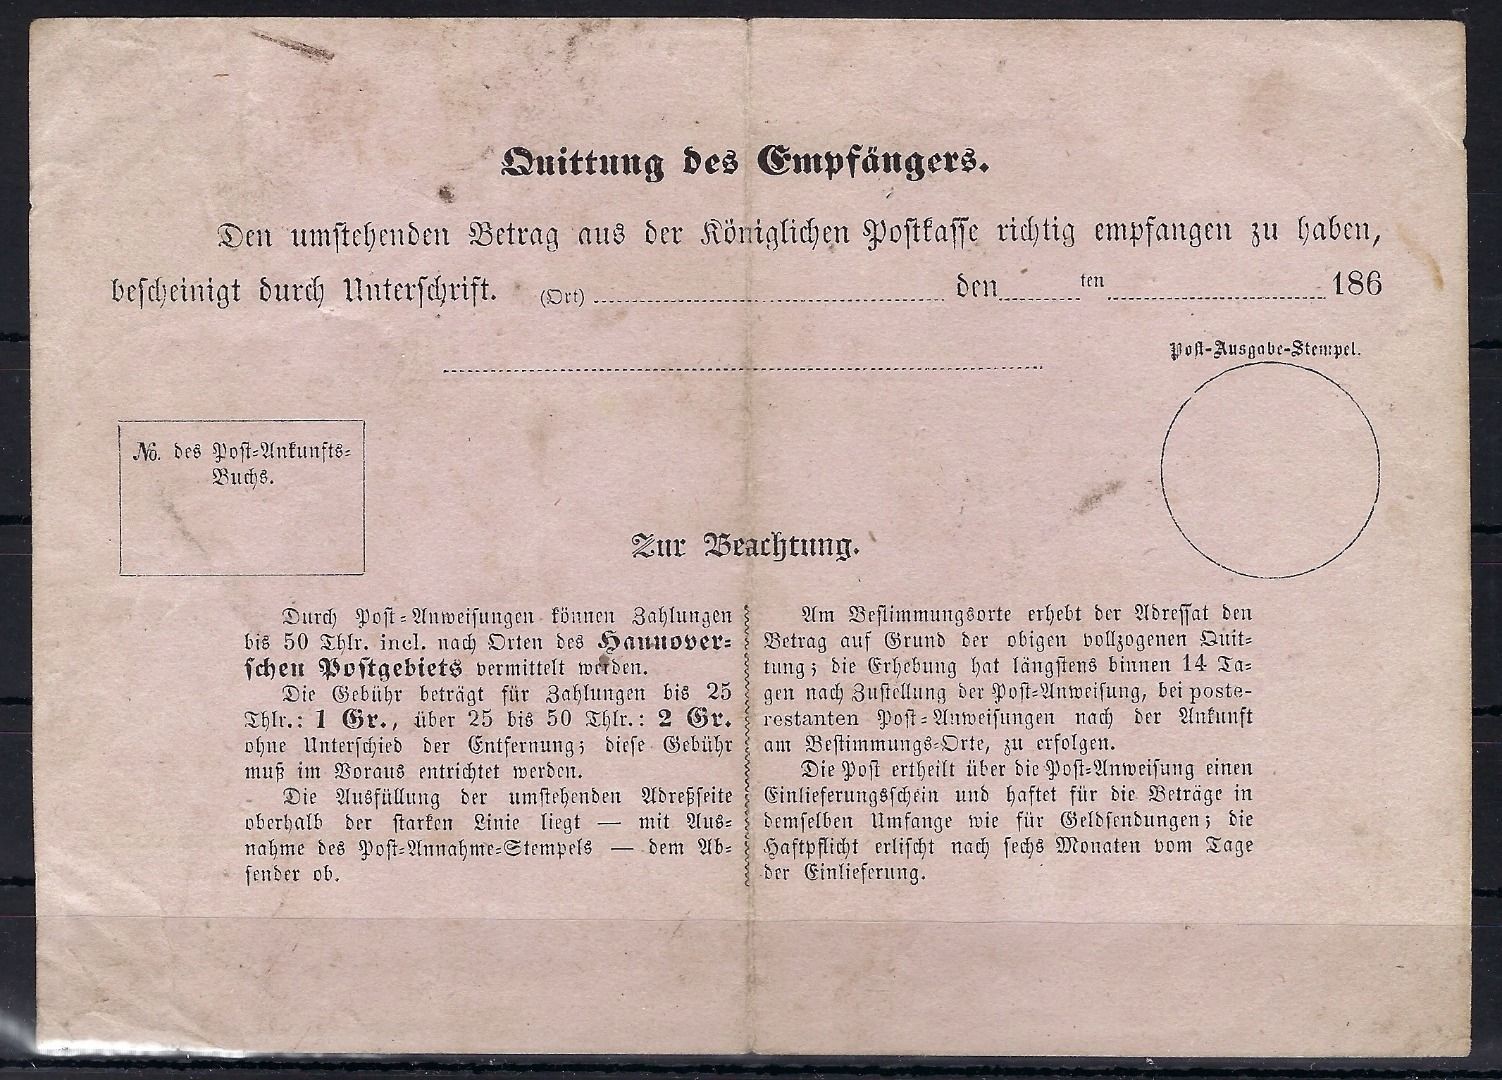 Quittung des Empfängers.
Den umstehenden Betrag aus der Königlichen Postkasse richtig empfangen zu haben,
bescheinigt durch Unterschrift. (Ort) den ten 186
Post-Ausgabe-Stempel.
No. des Post-Ankunfts-
Buchs.
Zur Beachtung.
Durch Post-Anweisungen können Zahlungen
bis 50 Thlr. incl. nach Orten des Hannover-
schen Postgebiets vermittelt werden.
Die Gebühr beträgt für Zahlungen bis 25
Thlr.: 1 Gr., über 25 bis 50 Thlr.: 2 Gr.
ohne Unterschied der Entfernung; diese Gebühr
muß im Voraus entrichtet werden.
Die Ausfüllung der umstehenden Adreßseite
oberhalb der starken Linie liegt — mit Aus-
nahme des Post-Annahme-Stempels — dem Ab-
sender ob.
Am Bestimmungsorte erhebt der Adressat den
Betrag auf Grund der obigen vollzogenen Quit-
tung; die Erhebung hat längstens binnen 14 Ta-
gen nach Zustellung der Post-Anweisung, bei poste-
restanten Post-Anweisungen nach der Ankunft
am Bestimmungs-Orte, zu erfolgen.
Die Post ertheilt über die Post-Anweisung einen
Einlieferungsschein und haftet für die Beträge in
demselben Umfange wie für Geldsendungen; die
Haftpflicht erlischt nach sechs Monaten vom Tage
der Einlieferung.